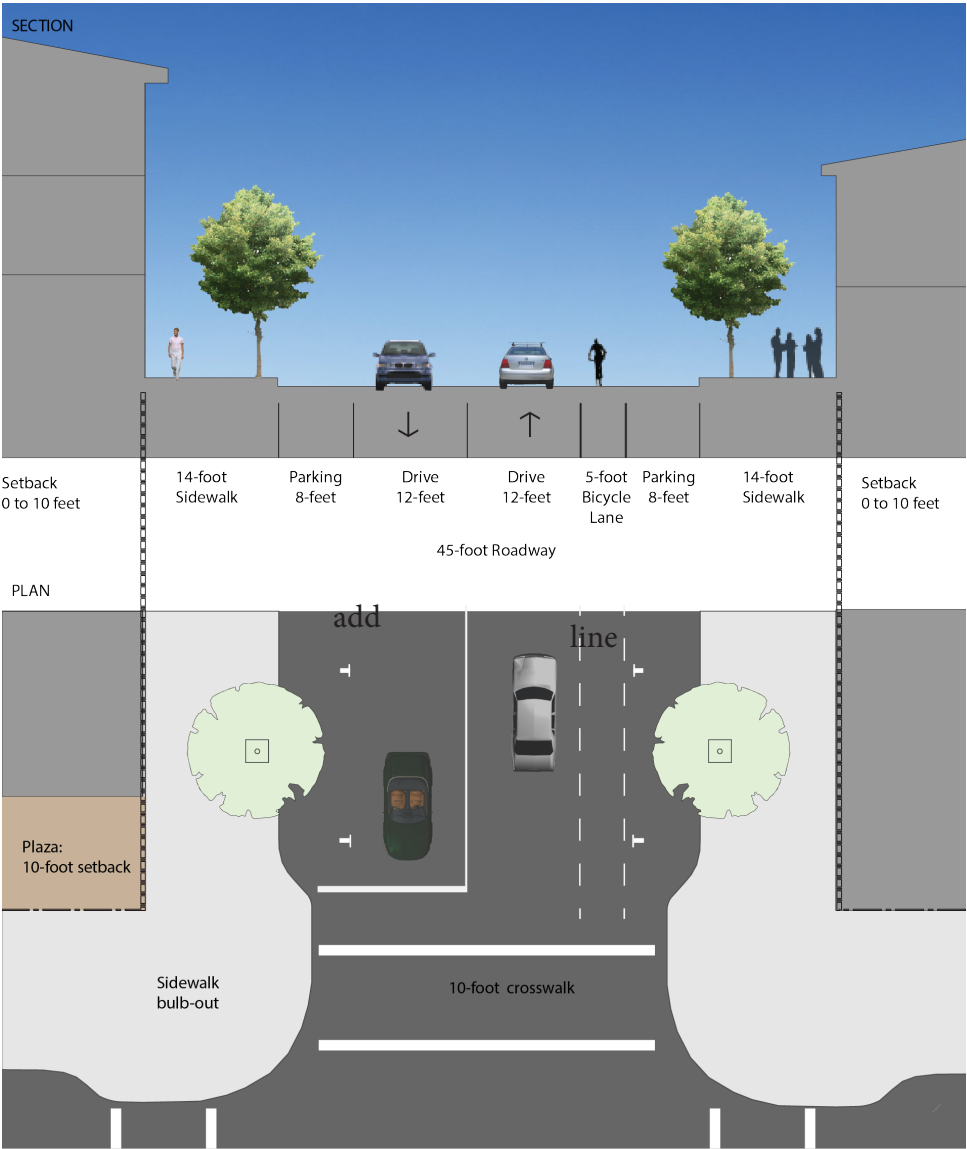 SECTION
Setback
0 to 10 feet
14-foot
Sidewalk
Parking
8-feet
Drive
12-feet
Drive
12-feet
5-foot
Bicycle
Lane
Parking
8-feet
14-foot
Sidewalk
Setback
0 to 10 feet
45-foot Roadway
PLAN
add
line
Plaza:
10-foot setback
Sidewalk
bulb-out
10-foot crosswalk